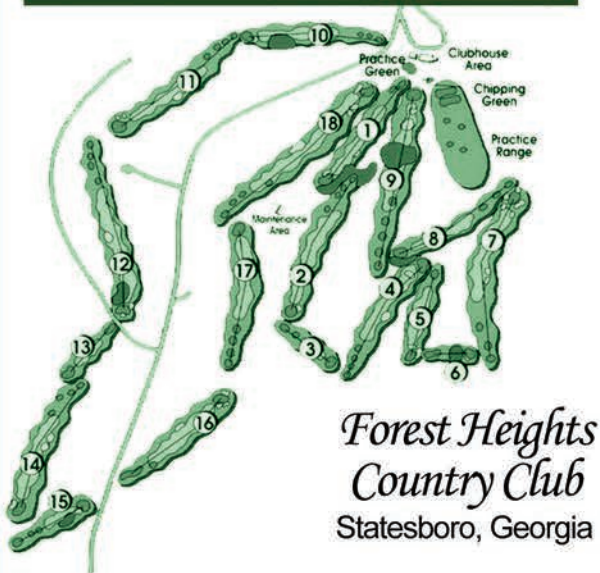 10
Practice
Green
Clubhouse
Area
11
Chipping
Green
18
1
Practice
Range
9
Maintenance
Area
8
7
12
17
2
4
5
13
3
6
16
14
15
Forest Heights
Country Club
Statesboro, Georgia